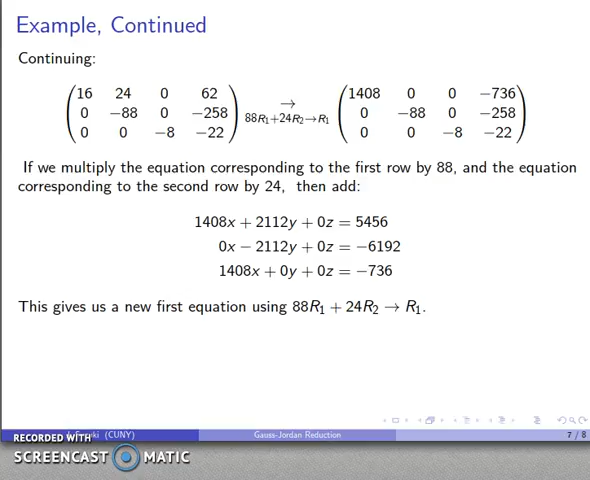 Example, Continued
Continuing:
16 24 0 62
0 −88 0 −258
0 0 −8 −22
→
88R₁+24R₂→R₁
1408 0 0 −736
0 −88 0 −258
0 0 −8 −22
If we multiply the equation corresponding to the first row by 88, and the equation
corresponding to the second row by 24, then add:
1408x + 2112y + 0z = 5456
0x − 2112y + 0z = −6192
1408x + 0y + 0z = −736
This gives us a new first equation using 88R₁ + 24R₂ → R₁.
(CUNY)
Gauss-Jordan Reduction
7 / 8
RECORDED WITH
SCREENCAST MATIC